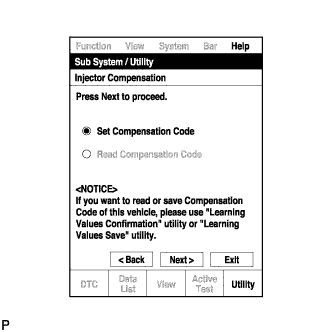 Function View System Bar Help
Sub System / Utility
Injector Compensation
Press Next to proceed.
Set Compensation Code
Read Compensation Code
<NOTICE>
If you want to read or save Compensation
Code of this vehicle, please use "Learning
Values Confirmation" utility or "Learning
Values Save" utility.
< Back Next > Exit
DTC Data List View Active Test Utility
P